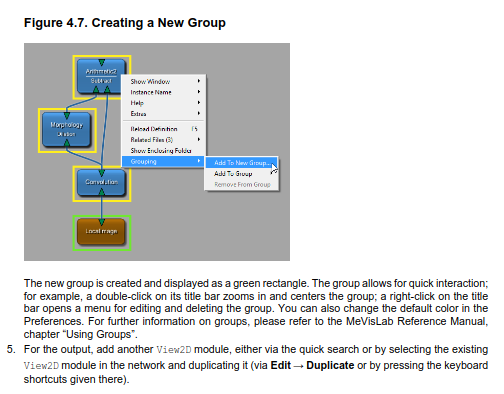 Figure 4.7. Creating a New Group
Arithmetic2
Subtract
Show Window
Instance Name
Help
Extras
Morphology
Dilation
Reload Definition F5
Related Files (3)
Show Enclosing Folder
Grouping
Add To New Group...
Add To Group
Remove From Group
Convolution
LocalImage
The new group is created and displayed as a green rectangle. The group allows for quick interaction;
for example, a double-click on its title bar zooms in and centers the group; a right-click on the title
bar opens a menu for editing and deleting the group. You can also change the default color in the
Preferences. For further information on groups, please refer to the MeVisLab Reference Manual,
chapter “Using Groups”.
5. For the output, add another View2D module, either via the quick search or by selecting the existing
View2D module in the network and duplicating it (via Edit → Duplicate or by pressing the keyboard
shortcuts given there).